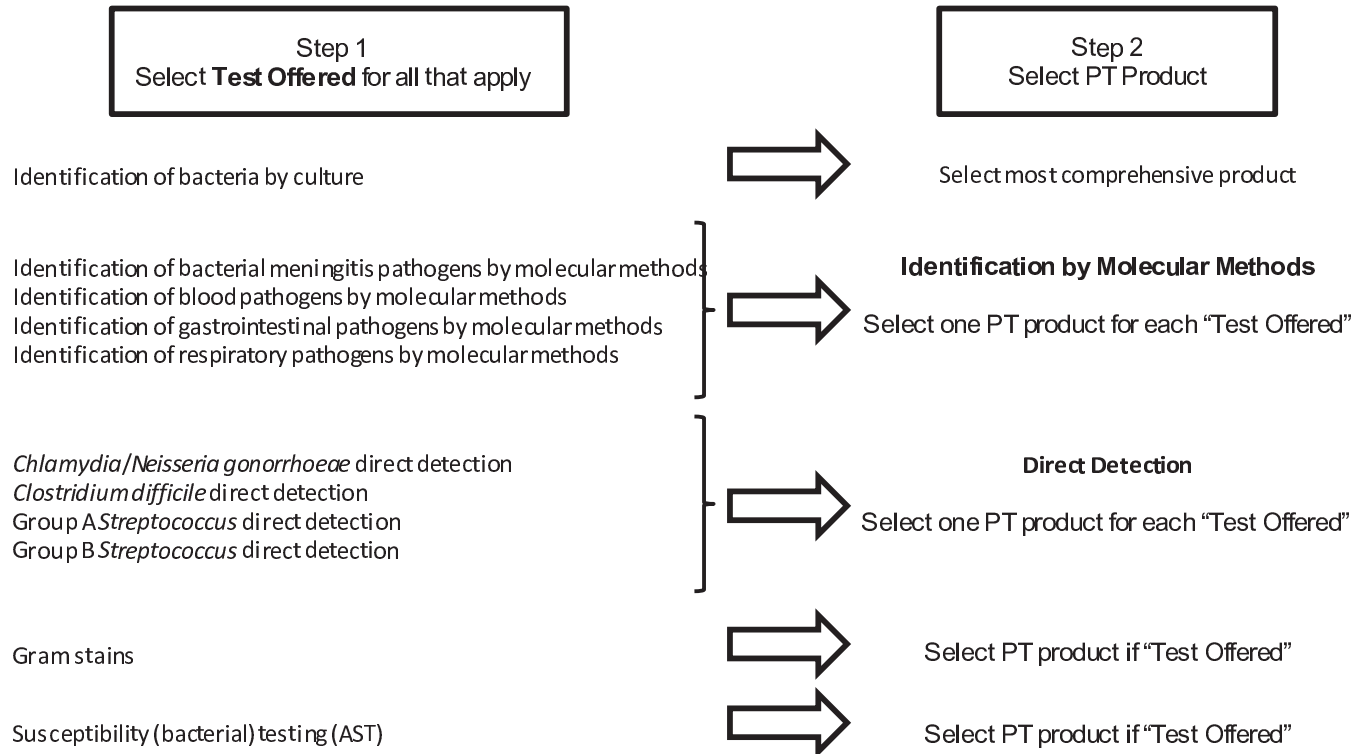 Step 1
Select Test Offered for all that apply
Step 2
Select PT Product
Identification of bacteria by culture
Select most comprehensive product
Identification of bacterial meningitis pathogens by molecular methods
Identification of blood pathogens by molecular methods
Identification of gastrointestinal pathogens by molecular methods
Identification of respiratory pathogens by molecular methods
Identification by Molecular Methods
Select one PT product for each “Test Offered”
Chlamydia/Neisseria gonorrhoeae direct detection
Clostridium difficile direct detection
Group A Streptococcus direct detection
Group B Streptococcus direct detection
Direct Detection
Select one PT product for each “Test Offered”
Gram stains
Select PT product if “Test Offered”
Susceptibility (bacterial) testing (AST)
Select PT product if “Test Offered”